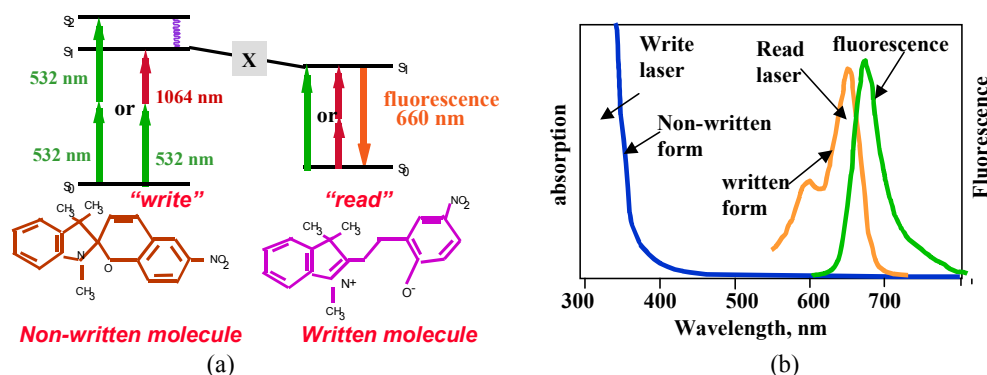 S2
S1
X
532 nm
1064 nm
or
532 nm
532 nm
S0
"write"
S1
fluorescence
660 nm
or
S0
"read"
CH3
CH3
N
O
CH3
NO2
Non-written molecule
CH3
CH3
NO2
N+
O-
CH3
Written molecule
(a)
absorption
Write
laser
Non-written
form
Read
laser
fluorescence
written
form
Fluorescence
300 400 500 600 700
Wavelength, nm
(b)